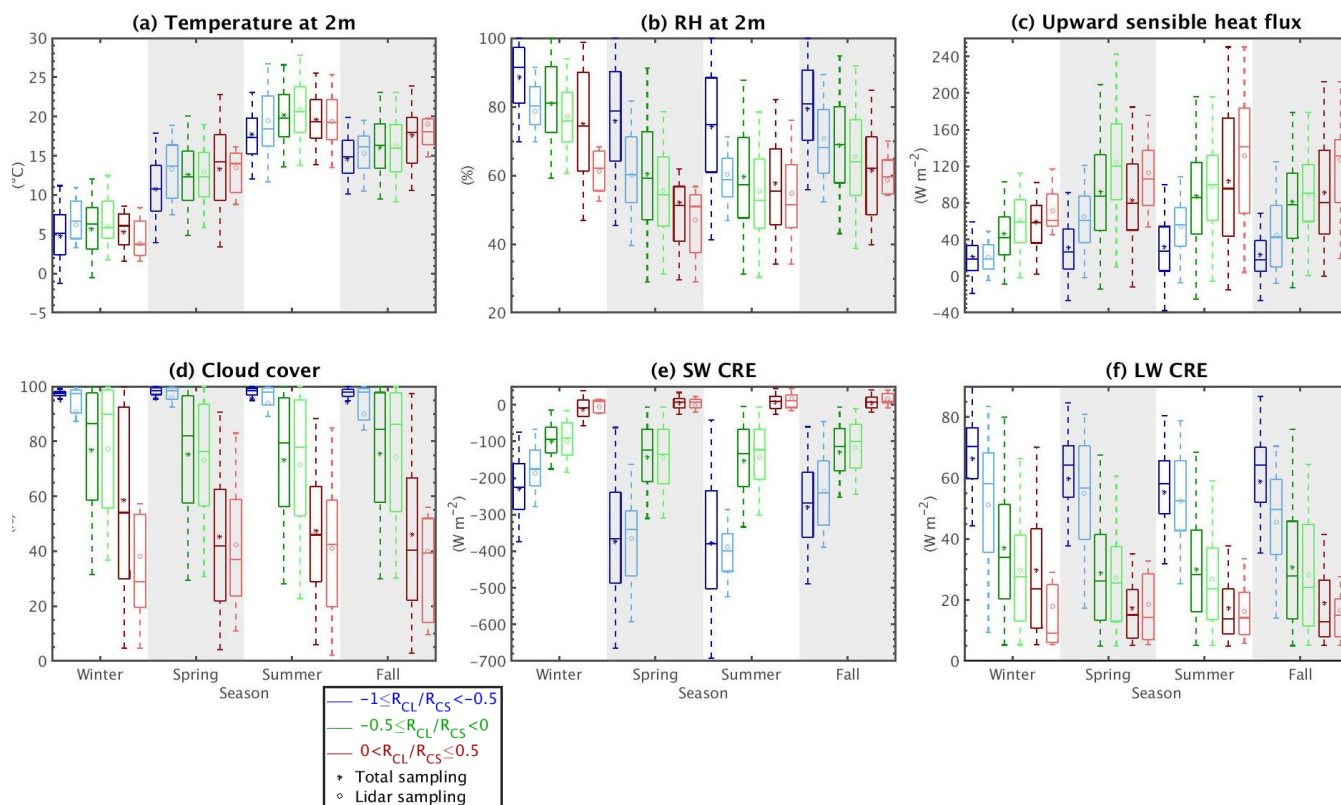 (a) Temperature at 2m
(b) RH at 2m
(c) Upward sensible heat flux
30
25
20
15
10
5
0
−5
(°C)
100
80
60
40
20
(%)
240
200
160
120
80
40
0
−40
(W m⁻²)
(d) Cloud cover
(e) SW CRE
(f) LW CRE
100
80
60
40
20
0
0
−100
−200
−300
−400
−500
−600
−700
(W m⁻²)
80
60
40
20
0
(W m⁻²)
Winter Spring Summer Fall
Season
Winter Spring Summer Fall
Season
Winter Spring Summer Fall
Season
−1≤R_CL/R_CS<−0.5
−0.5≤R_CL/R_CS<0
0<R_CL/R_CS≤0.5
Total sampling
Lidar sampling